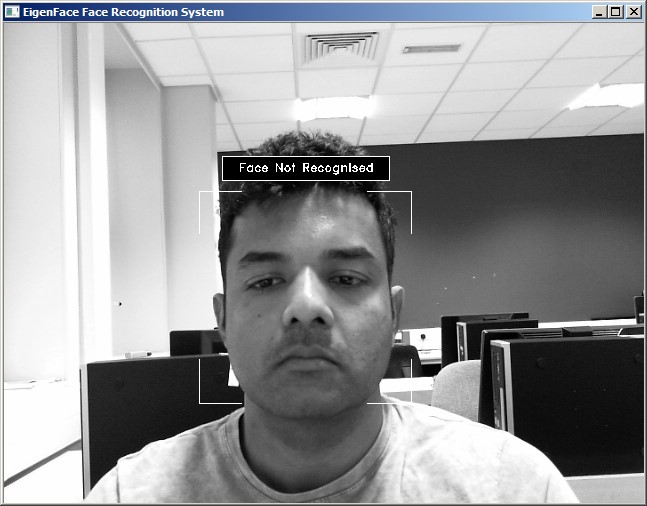 EigenFace Face Recognition System
Face Not Recognised